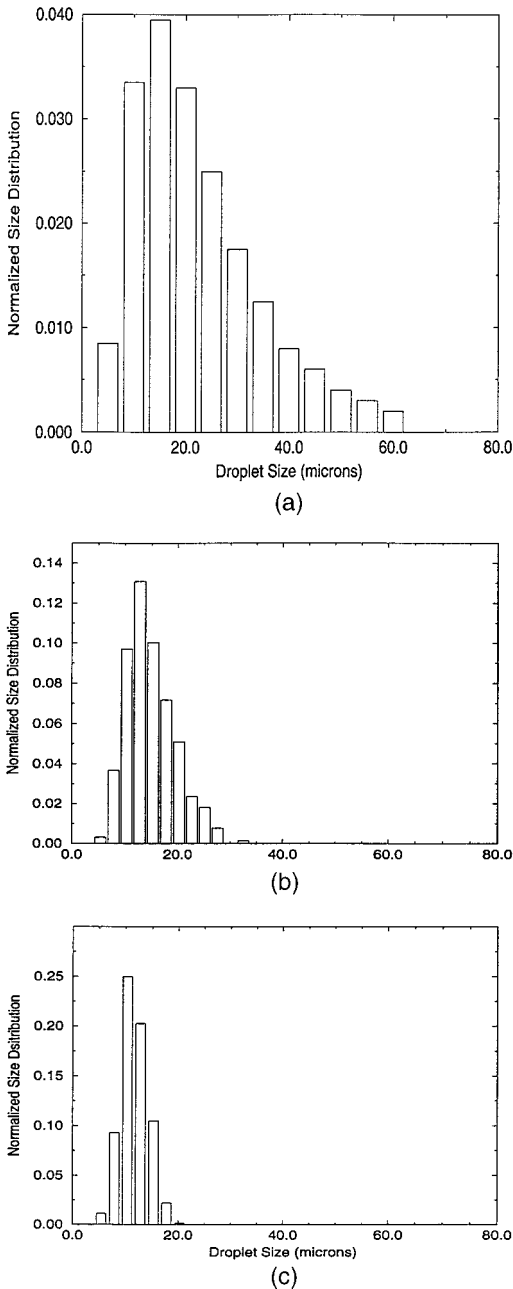 0.040
0.030
0.020
0.010
0.000
Normalized Size Distribution
0.0 20.0 40.0 60.0 80.0
Droplet Size (microns)
(a)
0.14
0.12
0.10
0.08
0.06
0.04
0.02
0.00
Normalized Size Distribution
0.0 20.0 40.0 60.0 80.0
(b)
0.25
0.20
0.15
0.10
0.05
0.00
Normalized Size Dsitribution
0.0 20.0 40.0 60.0 80.0
Droplet Size (microns)
(c)